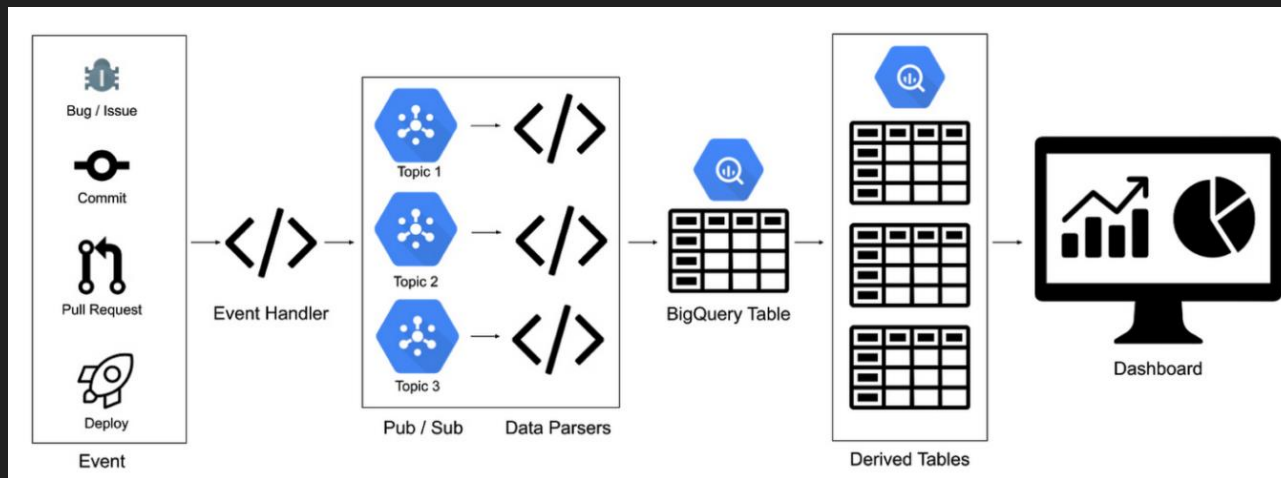 Bug / Issue
Commit
Pull Request
Deploy
Event
Event Handler
Topic 1
Topic 2
Topic 3
Pub / Sub
Data Parsers
BigQuery Table
Derived Tables
Dashboard